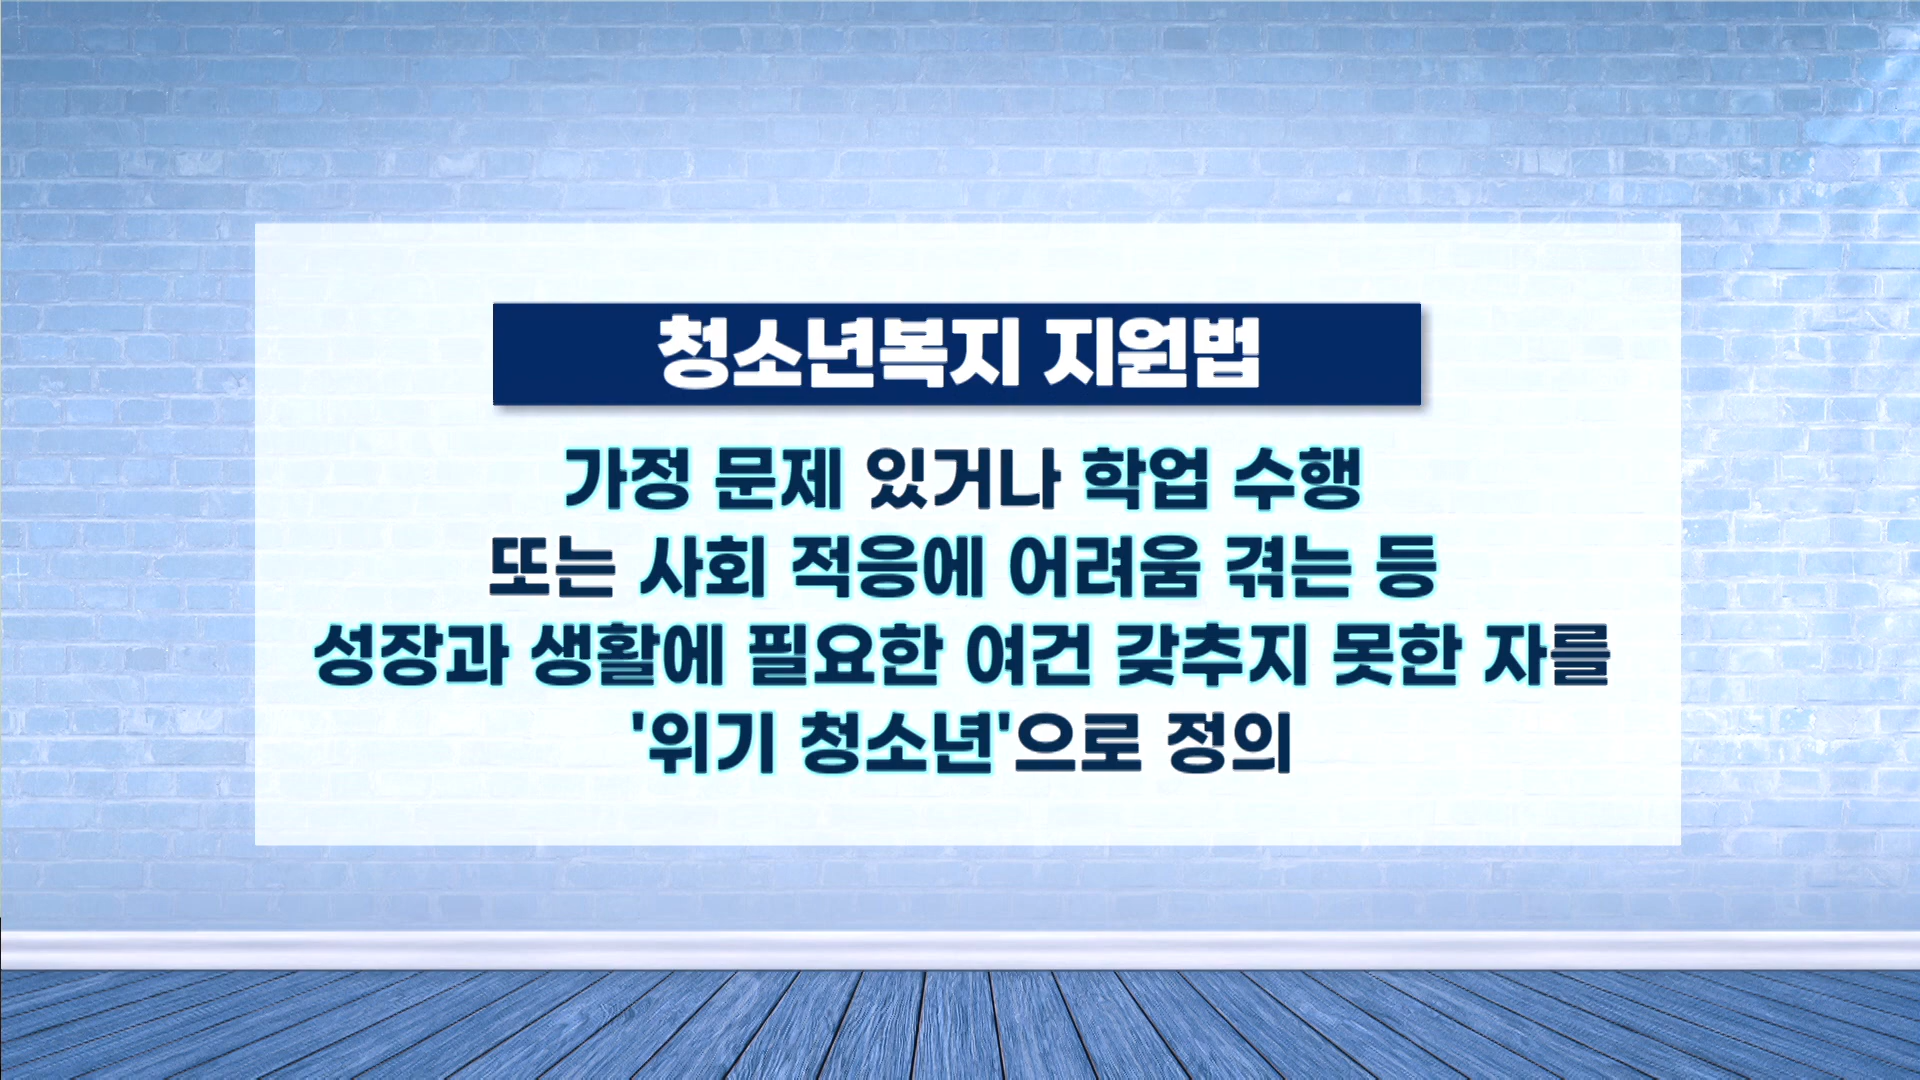 청소년복지 지원법
가정 문제 있거나 학업 수행
또는 사회 적응에 어려움 겪는 등
성장과 생활에 필요한 여건 갖추지 못한 자를
'위기 청소년'으로 정의